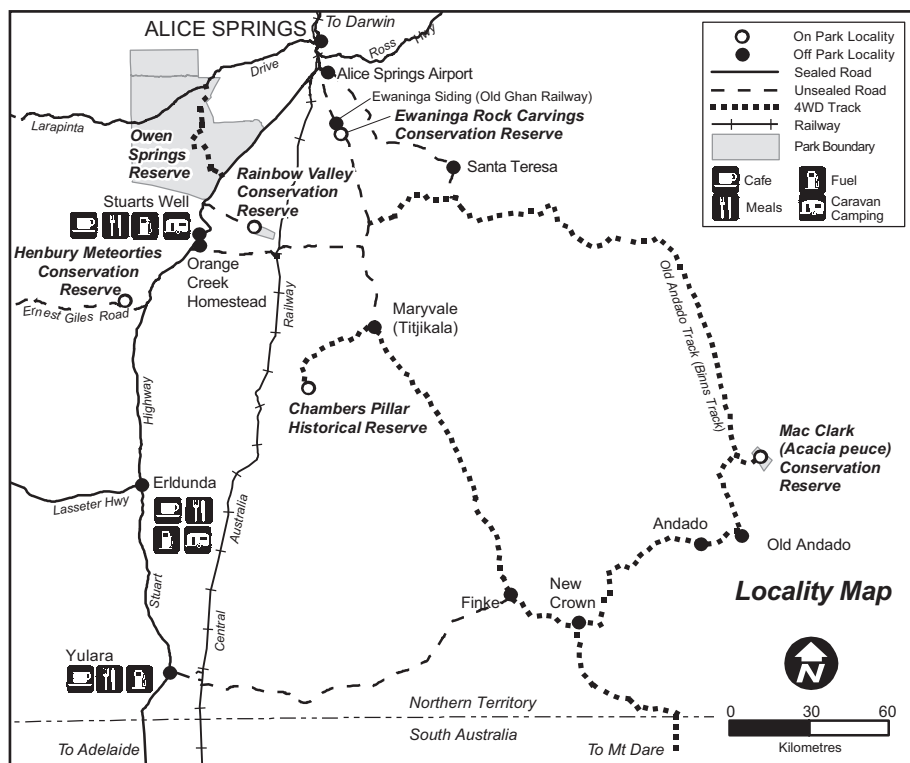 To Darwin
ALICE SPRINGS
Ross Hwy
Drive
Alice Springs Airport
Ewaninga Siding (Old Ghan Railway)
Ewaninga Rock Carvings
Conservation Reserve
Larapinta
Owen
Springs
Reserve
Santa Teresa
Rainbow Valley
Conservation
Reserve
Stuarts Well
Henbury Meteorties
Conservation
Reserve
Orange
Creek
Homestead
Ernest Giles Road
Railway
Maryvale
(Titjikala)
Old Andado Track (Binns Track)
Highway
Chambers Pillar
Historical Reserve
Mac Clark
(Acacia peuce)
Conservation
Reserve
Erldunda
Lasseter Hwy
Australia
Andado
Old Andado
Stuart
Central
Finke
New
Crown
Yulara
Northern Territory
South Australia
To Adelaide
To Mt Dare
On Park Locality
Off Park Locality
Sealed Road
Unsealed Road
4WD Track
Railway
Park Boundary
Cafe
Fuel
Meals
Caravan
Camping
Locality Map
N
0 30 60
Kilometres